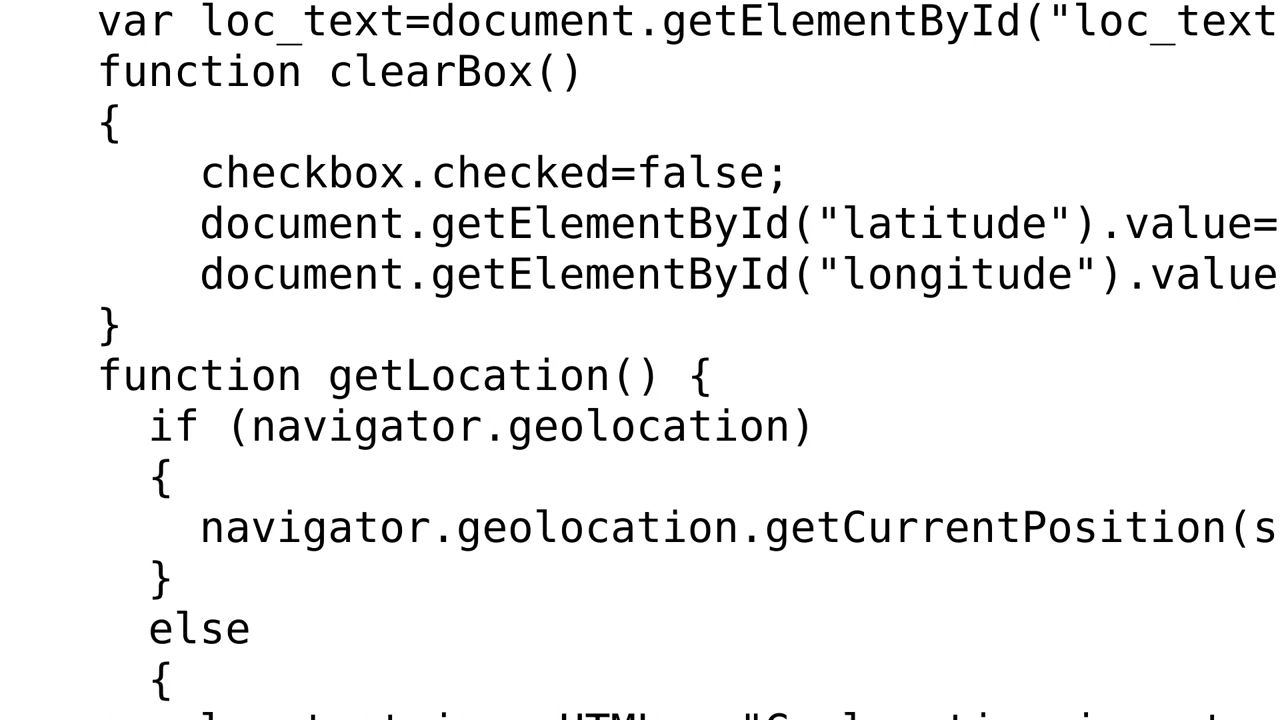 var loc_text=document.getElementById("loc_text
function clearBox()
{
checkbox.checked=false;
document.getElementById("latitude").value=
document.getElementById("longitude").value
}
function getLocation() {
if (navigator.geolocation)
{
navigator.geolocation.getCurrentPosition(s
}
else
{